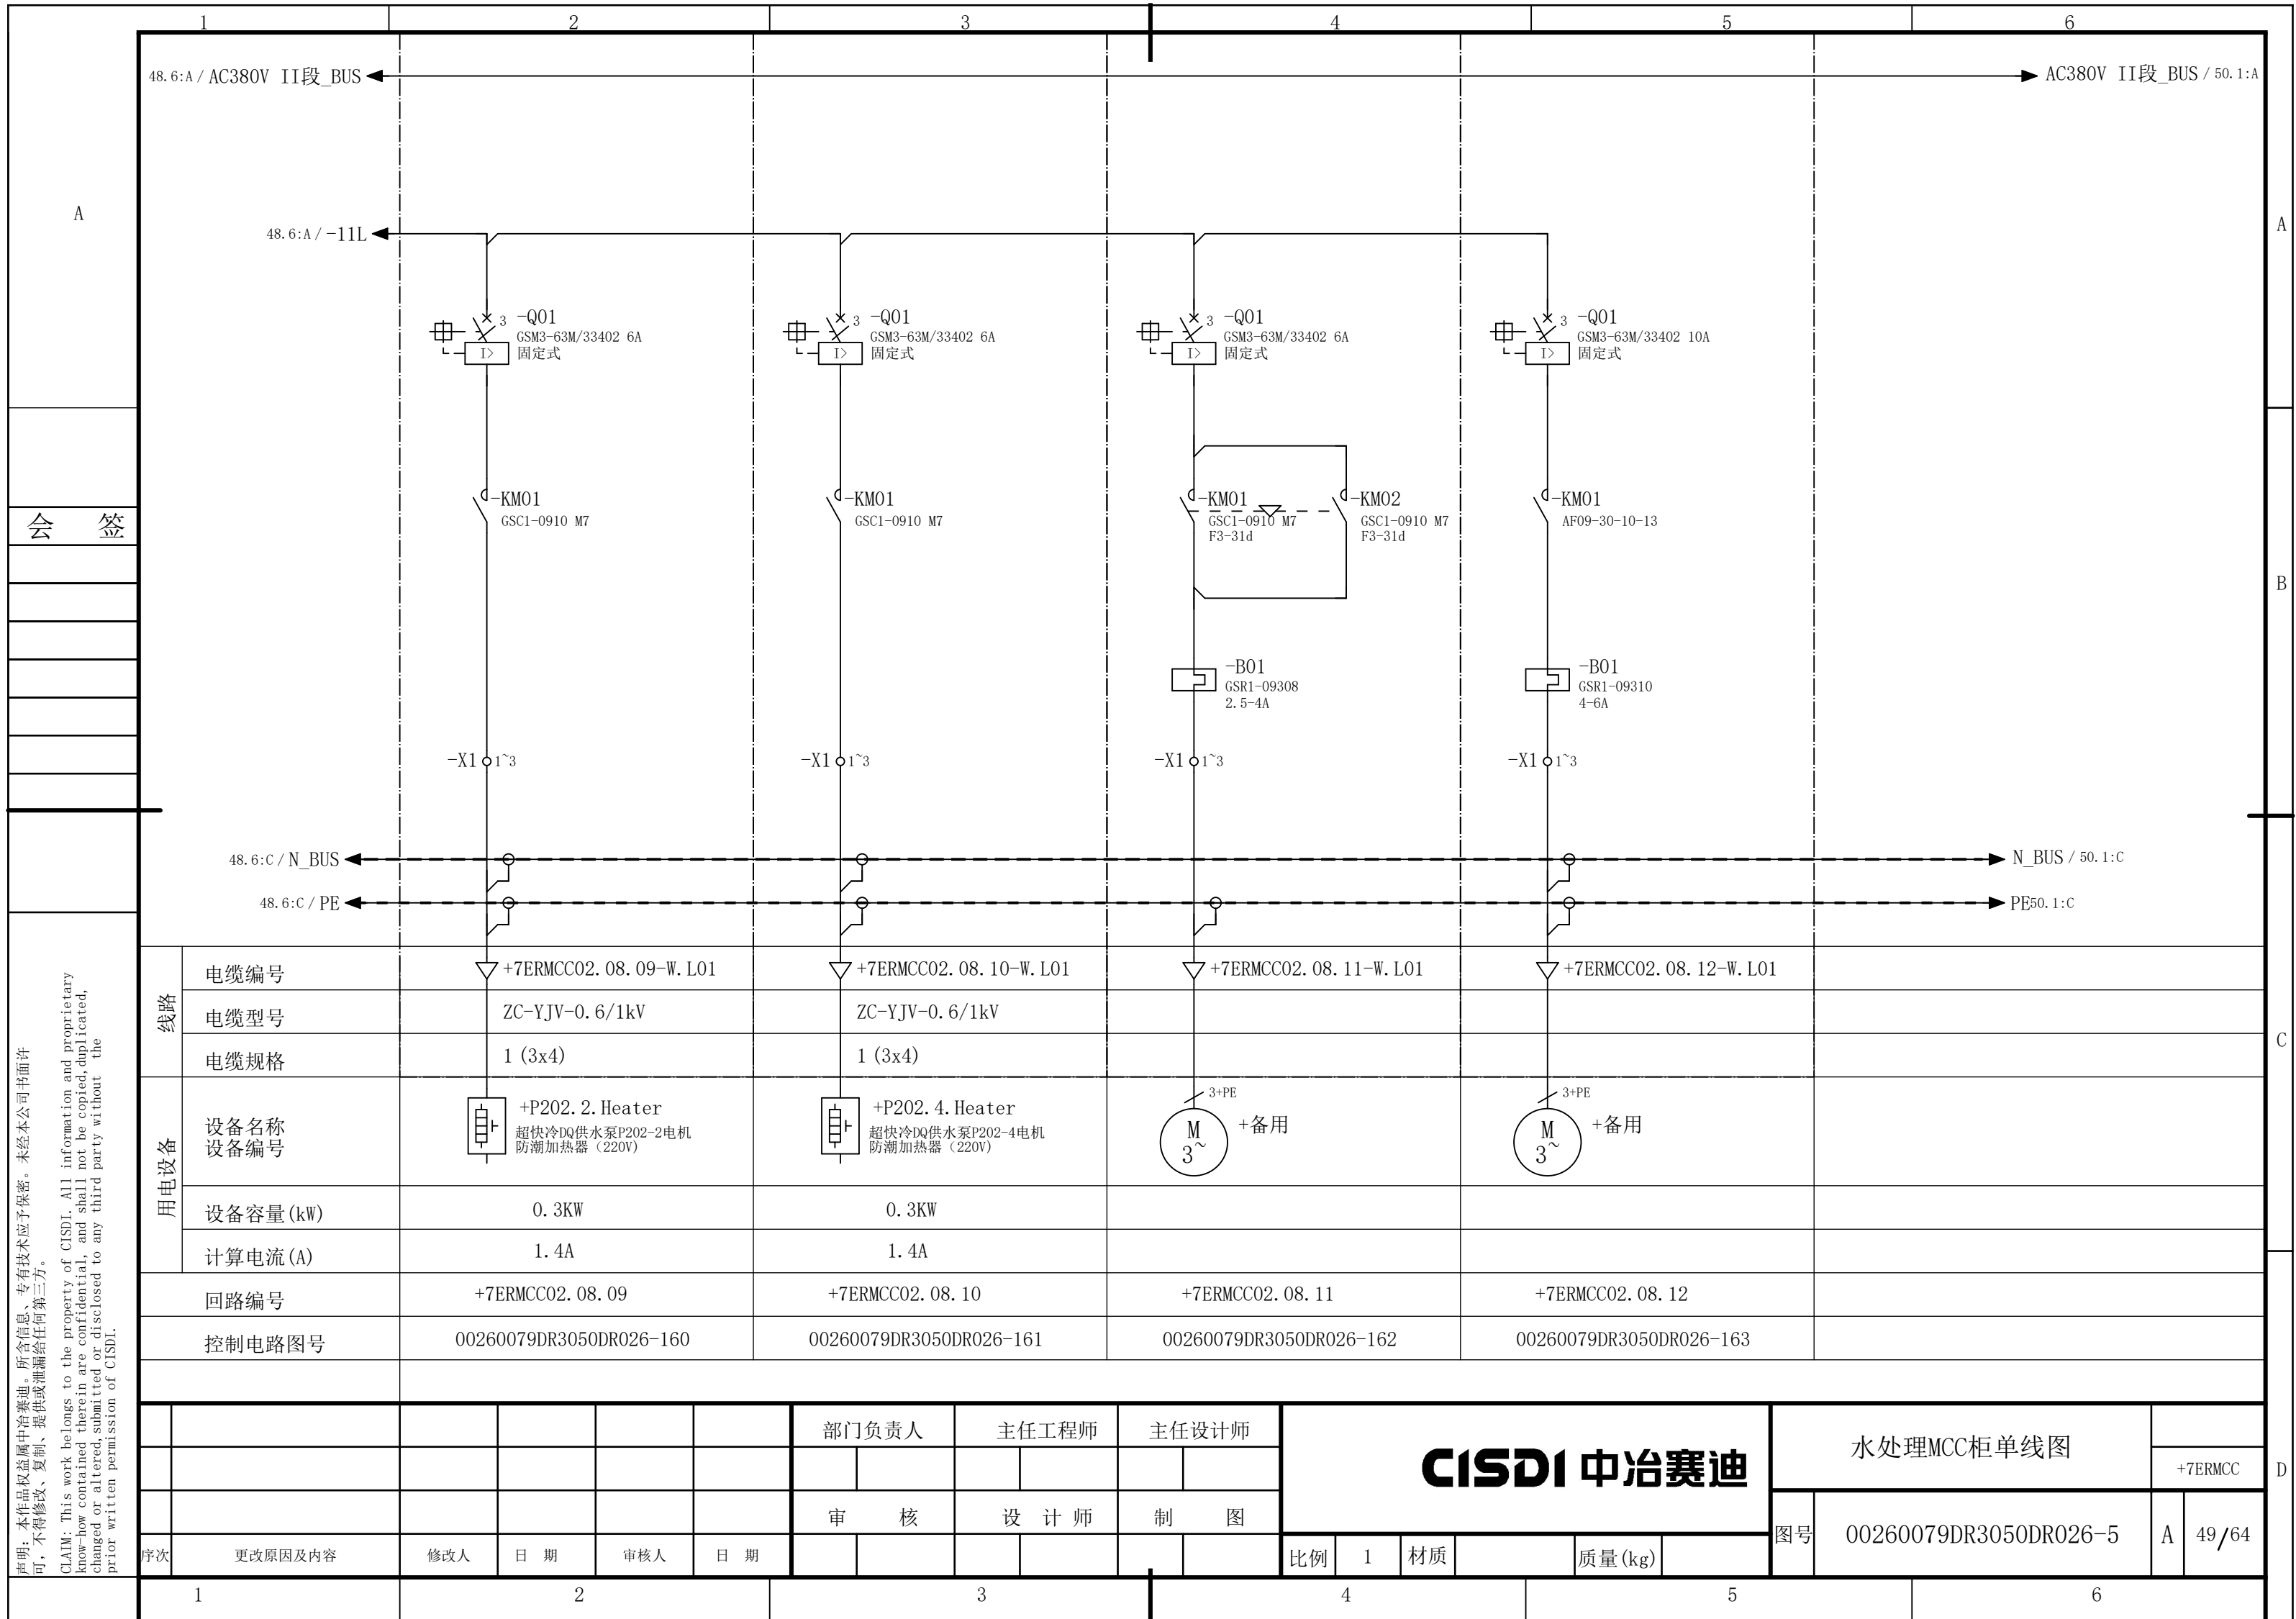 1 2 3 4 5 6
48.6:A / AC380V II段_BUS
AC380V II段_BUS / 50.1:A
A
A
48.6:A / -11L
-Q01
3
GSM3-63M/33402 6A
固定式
I>
-Q01
3
GSM3-63M/33402 6A
固定式
I>
-Q01
3
GSM3-63M/33402 6A
固定式
I>
-Q01
3
GSM3-63M/33402 10A
固定式
I>
-KM01
GSC1-0910 M7
-KM01
GSC1-0910 M7
-KM01
GSC1-0910 M7
F3-31d
-KM02
GSC1-0910 M7
F3-31d
-KM01
AF09-30-10-13
会 签
B
-B01
GSR1-09308
2.5-4A
-B01
GSR1-09310
4-6A
-X1 1~3
-X1 1~3
-X1 1~3
-X1 1~3
48.6:C / N_BUS
N_BUS / 50.1:C
48.6:C / PE
PE50.1:C
线路
电缆编号 +7ERMCC02.08.09-W.L01 +7ERMCC02.08.10-W.L01 +7ERMCC02.08.11-W.L01 +7ERMCC02.08.12-W.L01
电缆型号 ZC-YJV-0.6/1kV ZC-YJV-0.6/1kV
电缆规格 1 (3x4) 1 (3x4)
C
用电设备
设备名称
设备编号
+P202.2.Heater
超快冷DQ供水泵P202-2电机
防潮加热器（220V)
+P202.4.Heater
超快冷DQ供水泵P202-4电机
防潮加热器（220V)
3+PE
M
3~
+备用
3+PE
M
3~
+备用
设备容量(kW) 0.3KW 0.3KW
计算电流(A) 1.4A 1.4A
回路编号 +7ERMCC02.08.09 +7ERMCC02.08.10 +7ERMCC02.08.11 +7ERMCC02.08.12
控制电路图号 00260079DR3050DR026-160 00260079DR3050DR026-161 00260079DR3050DR026-162 00260079DR3050DR026-163
声明: 本作品权益属中冶赛迪。所含信息、专有技术应予保密。未经本公司书面许
可，不得修改、复制、提供或泄漏给任何第三方。
CLAIM: This work belongs to the property of CISDI. All information and proprietary
know-how contained therein are confidential, and shall not be copied,duplicated,
changed or altered,submitted or disclosed to any third party without the
prior written permission of CISDI.
部门负责人 主任工程师 主任设计师
审 核 设 计 师 制 图
序次 更改原因及内容 修改人 日 期 审核人 日 期
CISDI 中冶赛迪
比例 1 材质 质量(kg)
水处理MCC柜单线图
+7ERMCC
图号 00260079DR3050DR026-5 A 49/64
D
1 2 3 4 5 6